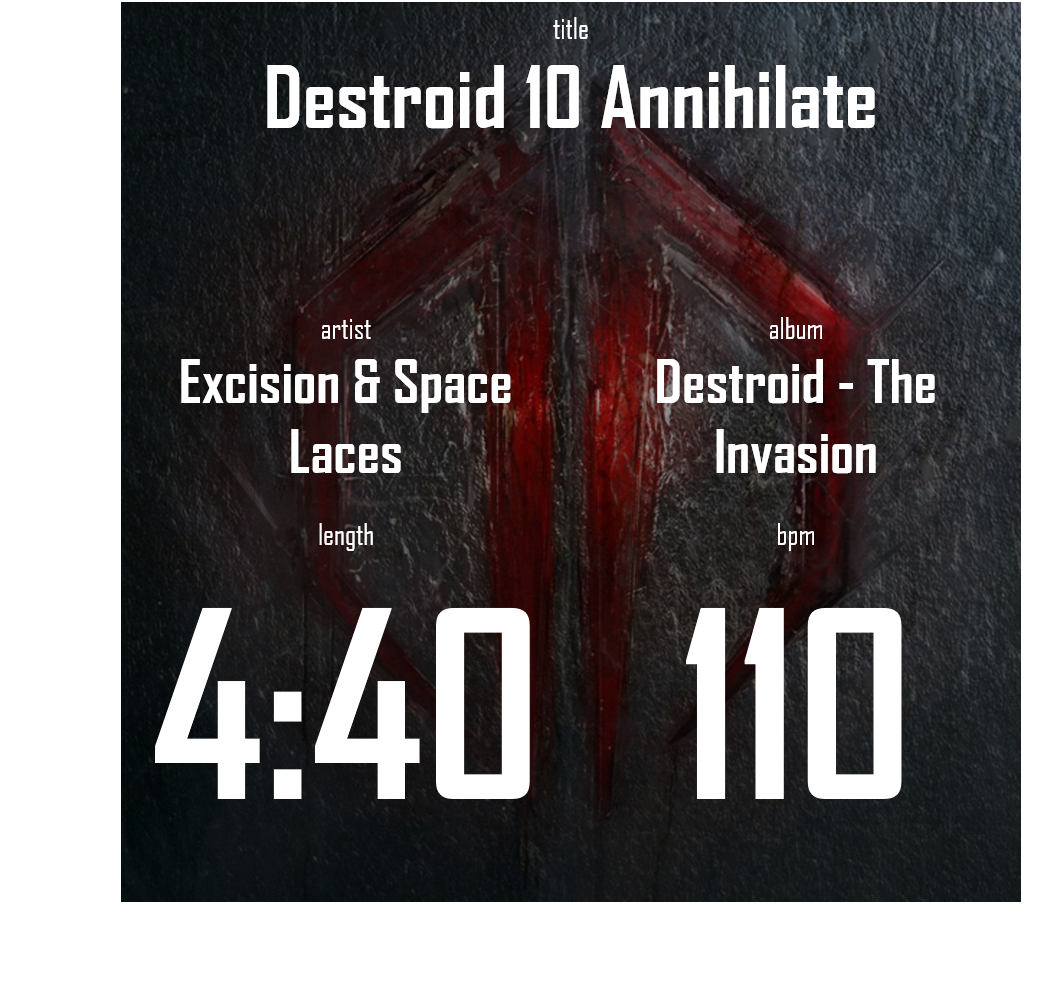 title
Destroid 10 Annihilate
artist
Excision & Space
Laces
album
Destroid - The
Invasion
length
4:40
bpm
110